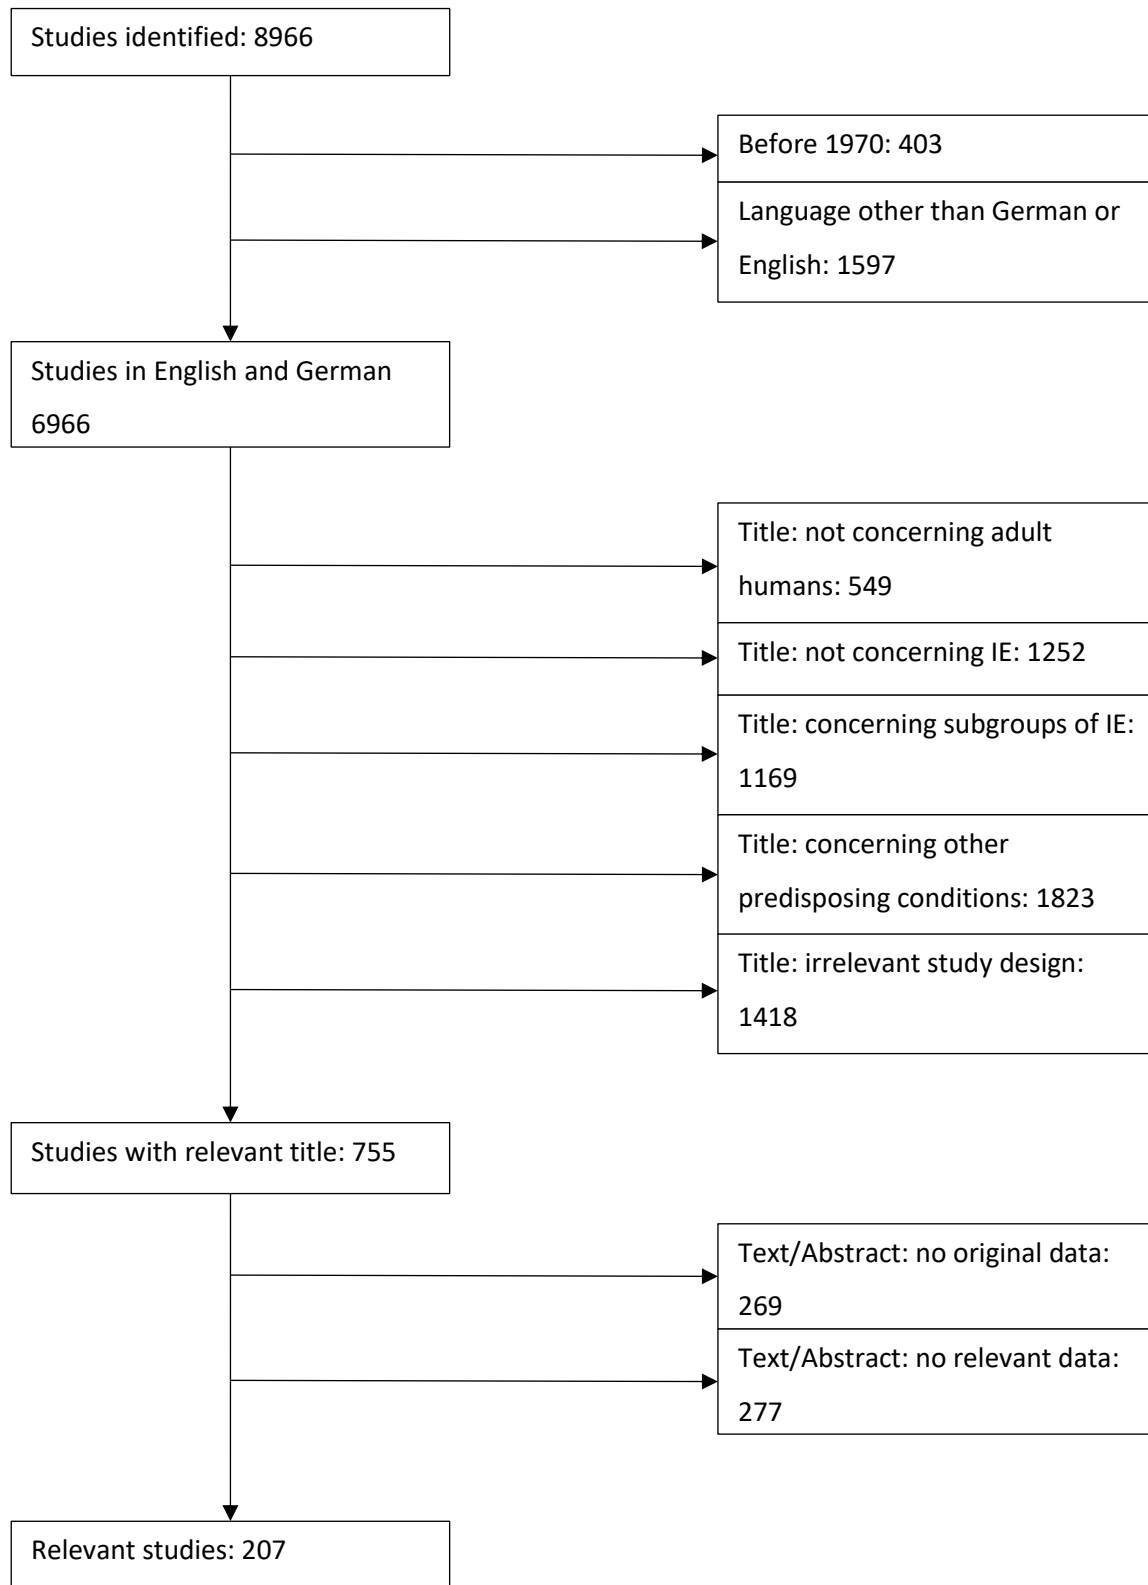 Studies identified: 8966
Before 1970: 403
Language other than German or
English: 1597
Studies in English and German
6966
Title: not concerning adult
humans: 549
Title: not concerning IE: 1252
Title: concerning subgroups of IE:
1169
Title: concerning other
predisposing conditions: 1823
Title: irrelevant study design:
1418
Studies with relevant title: 755
Text/Abstract: no original data:
269
Text/Abstract: no relevant data:
277
Relevant studies: 207